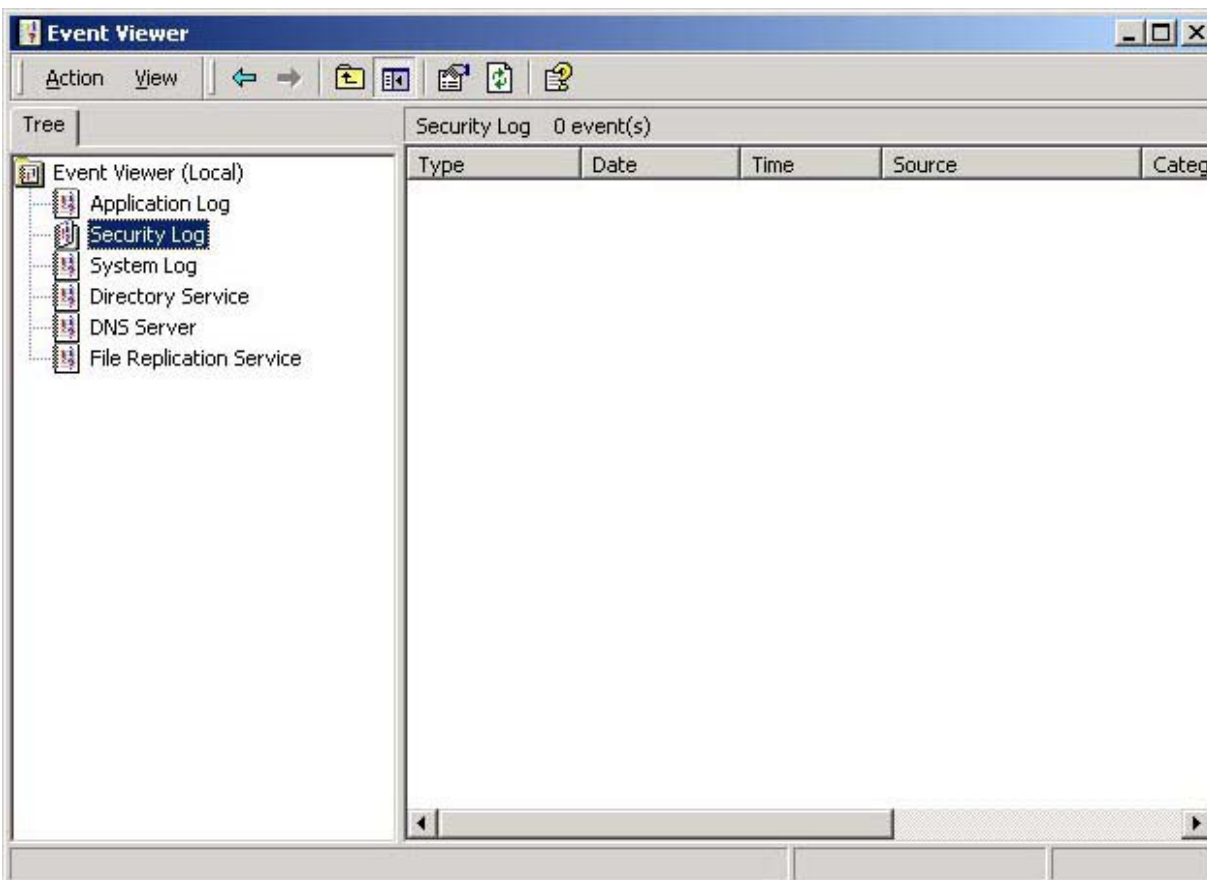 Event Viewer
Action View
Tree
Security Log 0 event(s)
Type Date Time Source Categ
Event Viewer (Local)
Application Log
Security Log
System Log
Directory Service
DNS Server
File Replication Service